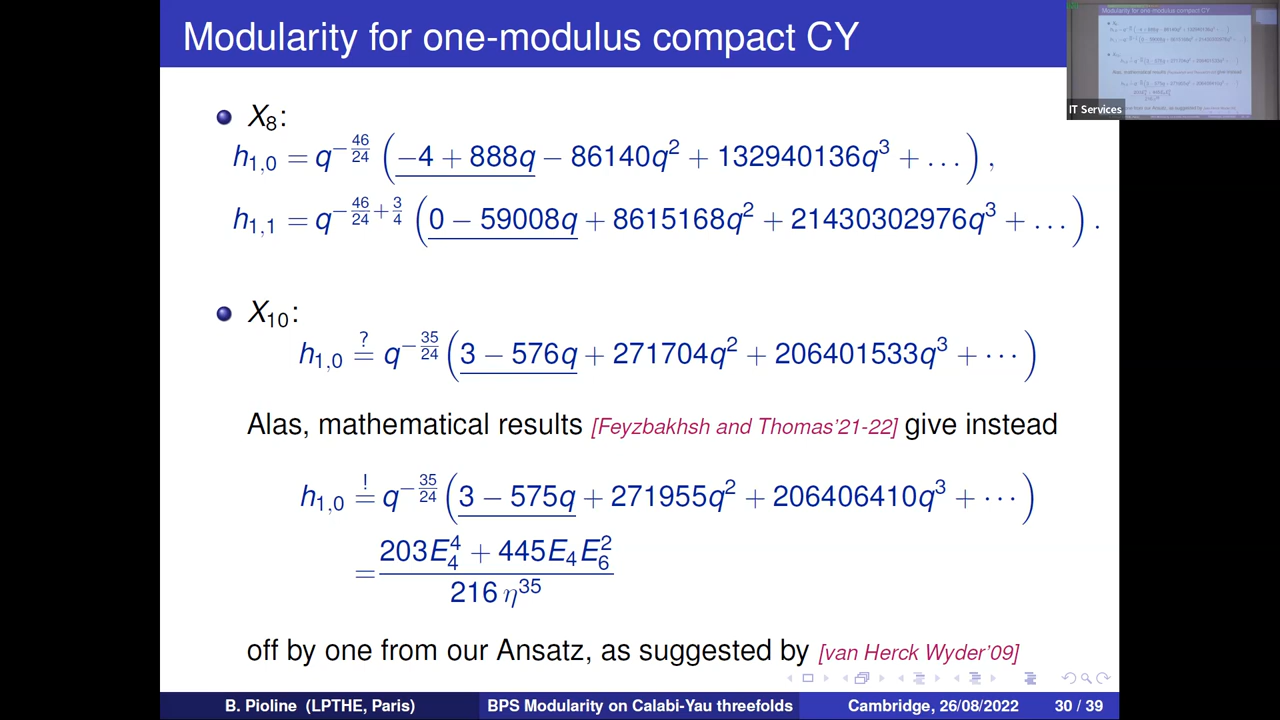 Modularity for one-modulus compact CY
X₈:
h₁,₀ = q^{-46/24} (−4 + 888q − 86140q² + 132940136q³ + …),
h₁,₁ = q^{-46/24+3/4} (0 − 59008q + 8615168q² + 21430302976q³ + …).
X₁₀:
h₁,₀ ≟ q^{-35/24} (3 − 576q + 271704q² + 206401533q³ + ···)
Alas, mathematical results [Feyzbakhsh and Thomas'21-22] give instead
h₁,₀ =^{!} q^{-35/24} (3 − 575q + 271955q² + 206406410q³ + ···)
= (203E₄⁴ + 445E₄E₆²) / (216 η³⁵)
off by one from our Ansatz, as suggested by [van Herck Wyder'09]
B. Pioline (LPTHE, Paris) BPS Modularity on Calabi-Yau threefolds Cambridge, 26/08/2022 30 / 39
IT Services